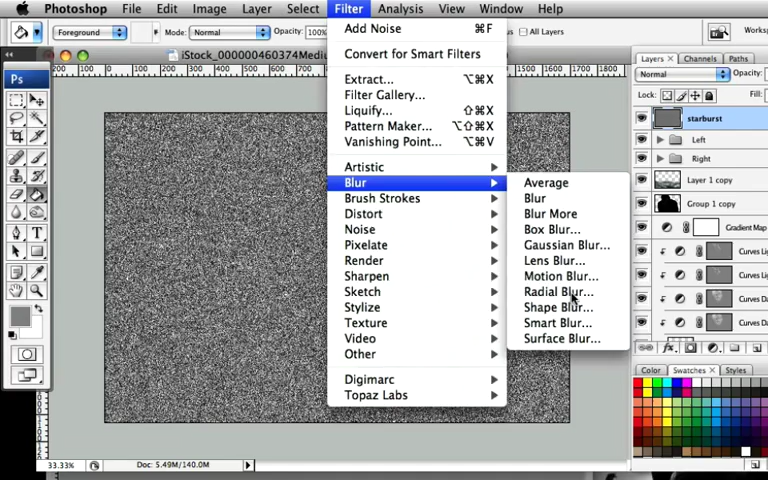 Photoshop File Edit Image Layer Select Filter Analysis View Window Help
Foreground Mode: Normal Opacity: 100% All Layers
iStock_000000460374Medi
Ps
Add Noise ⌘F
Convert for Smart Filters
Extract... ⌥⌘X
Filter Gallery...
Liquify... ⇧⌘X
Pattern Maker... ⌥⇧⌘X
Vanishing Point... ⌥⌘V
Artistic
Blur
Brush Strokes
Distort
Noise
Pixelate
Render
Sharpen
Sketch
Stylize
Texture
Video
Other
Digimarc
Topaz Labs
Average
Blur
Blur More
Box Blur...
Gaussian Blur...
Lens Blur...
Motion Blur...
Radial Blur...
Shape Blur...
Smart Blur...
Surface Blur...
Layers × Channels Paths
Normal Opacity:
Lock: Fill:
starburst
Left
Right
Layer 1 copy
Group 1 copy
Gradient Map
Curves Li
Curves Li
Curves Da
Curves Da
Color Swatches × Styles
33.33% Doc: 5.49M/140.0M